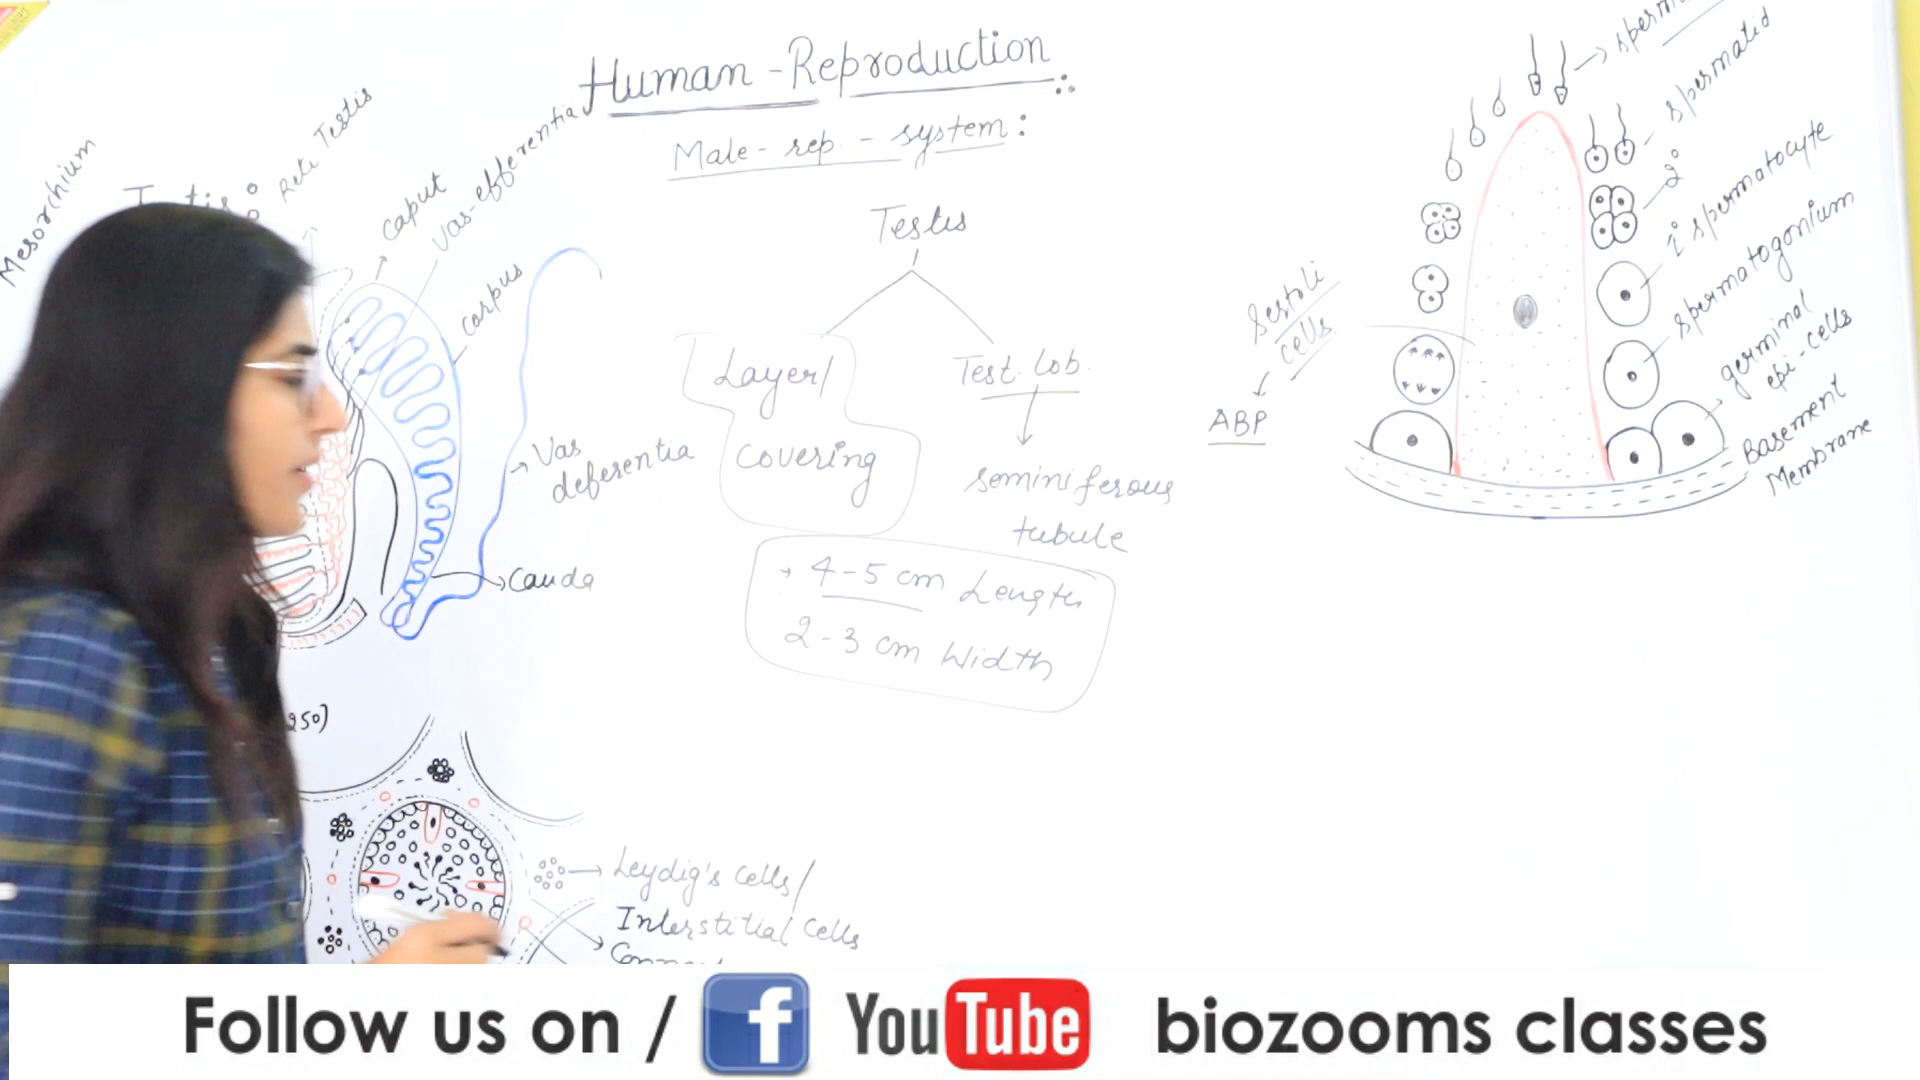 Human - Reproduction
Male - rep. - system :
Mesorchium
Rete Testis
caput
Vas-efferentia
corpus
Vas
deferentia
Cauda
Testis
Layer/
covering
Test. Lob.
seminiferous
tubule
4-5 cm Length
2-3 cm Width
Sertoli
cells
ABP
spermatid
2°
1° spermatocyte
spermatogonium
germinal
epi-cells
Basement
Membrane
250)
Leydig's cells/
Interstitial cells
Follow us on / f YouTube biozooms classes